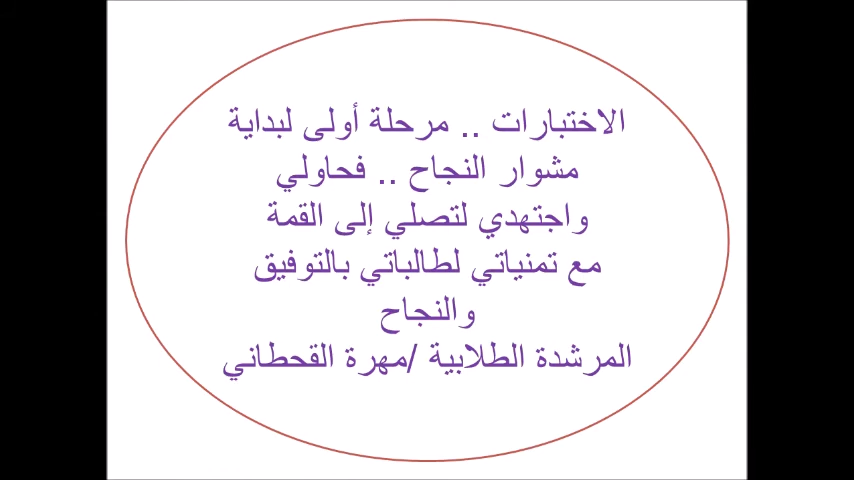 الاختبارات .. مرحلة أولى لبداية
مشوار النجاح .. فحاولي
واجتهدي لتصلي إلى القمة
مع تمنياتي لطالباتي بالتوفيق
والنجاح
المرشدة الطلابية /مهرة القحطاني